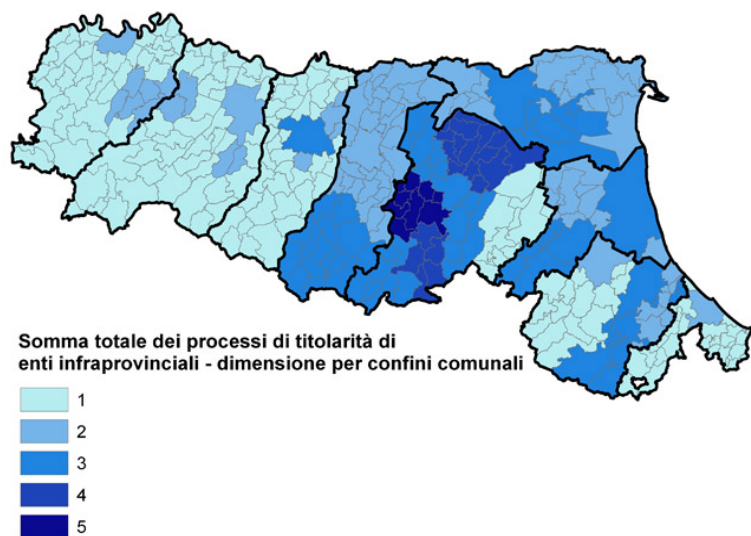 Somma totale dei processi di titolarità di
enti infraprovinciali - dimensione per confini comunali
1
2
3
4
5